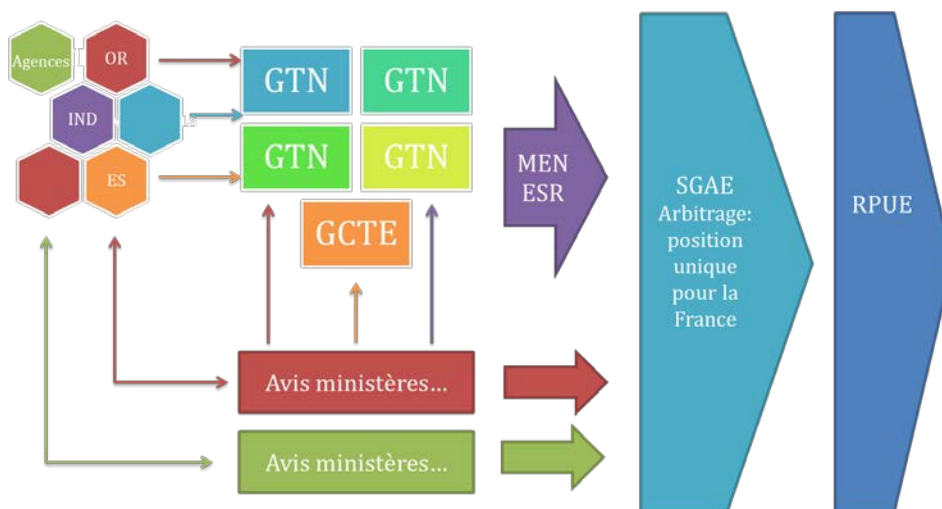 Agences
OR
IND
ES
GTN
GTN
GTN
GTN
GCTE
MEN
ESR
SGAE
Arbitrage:
position
unique
pour la
France
RPUE
Avis ministères…
Avis ministères…